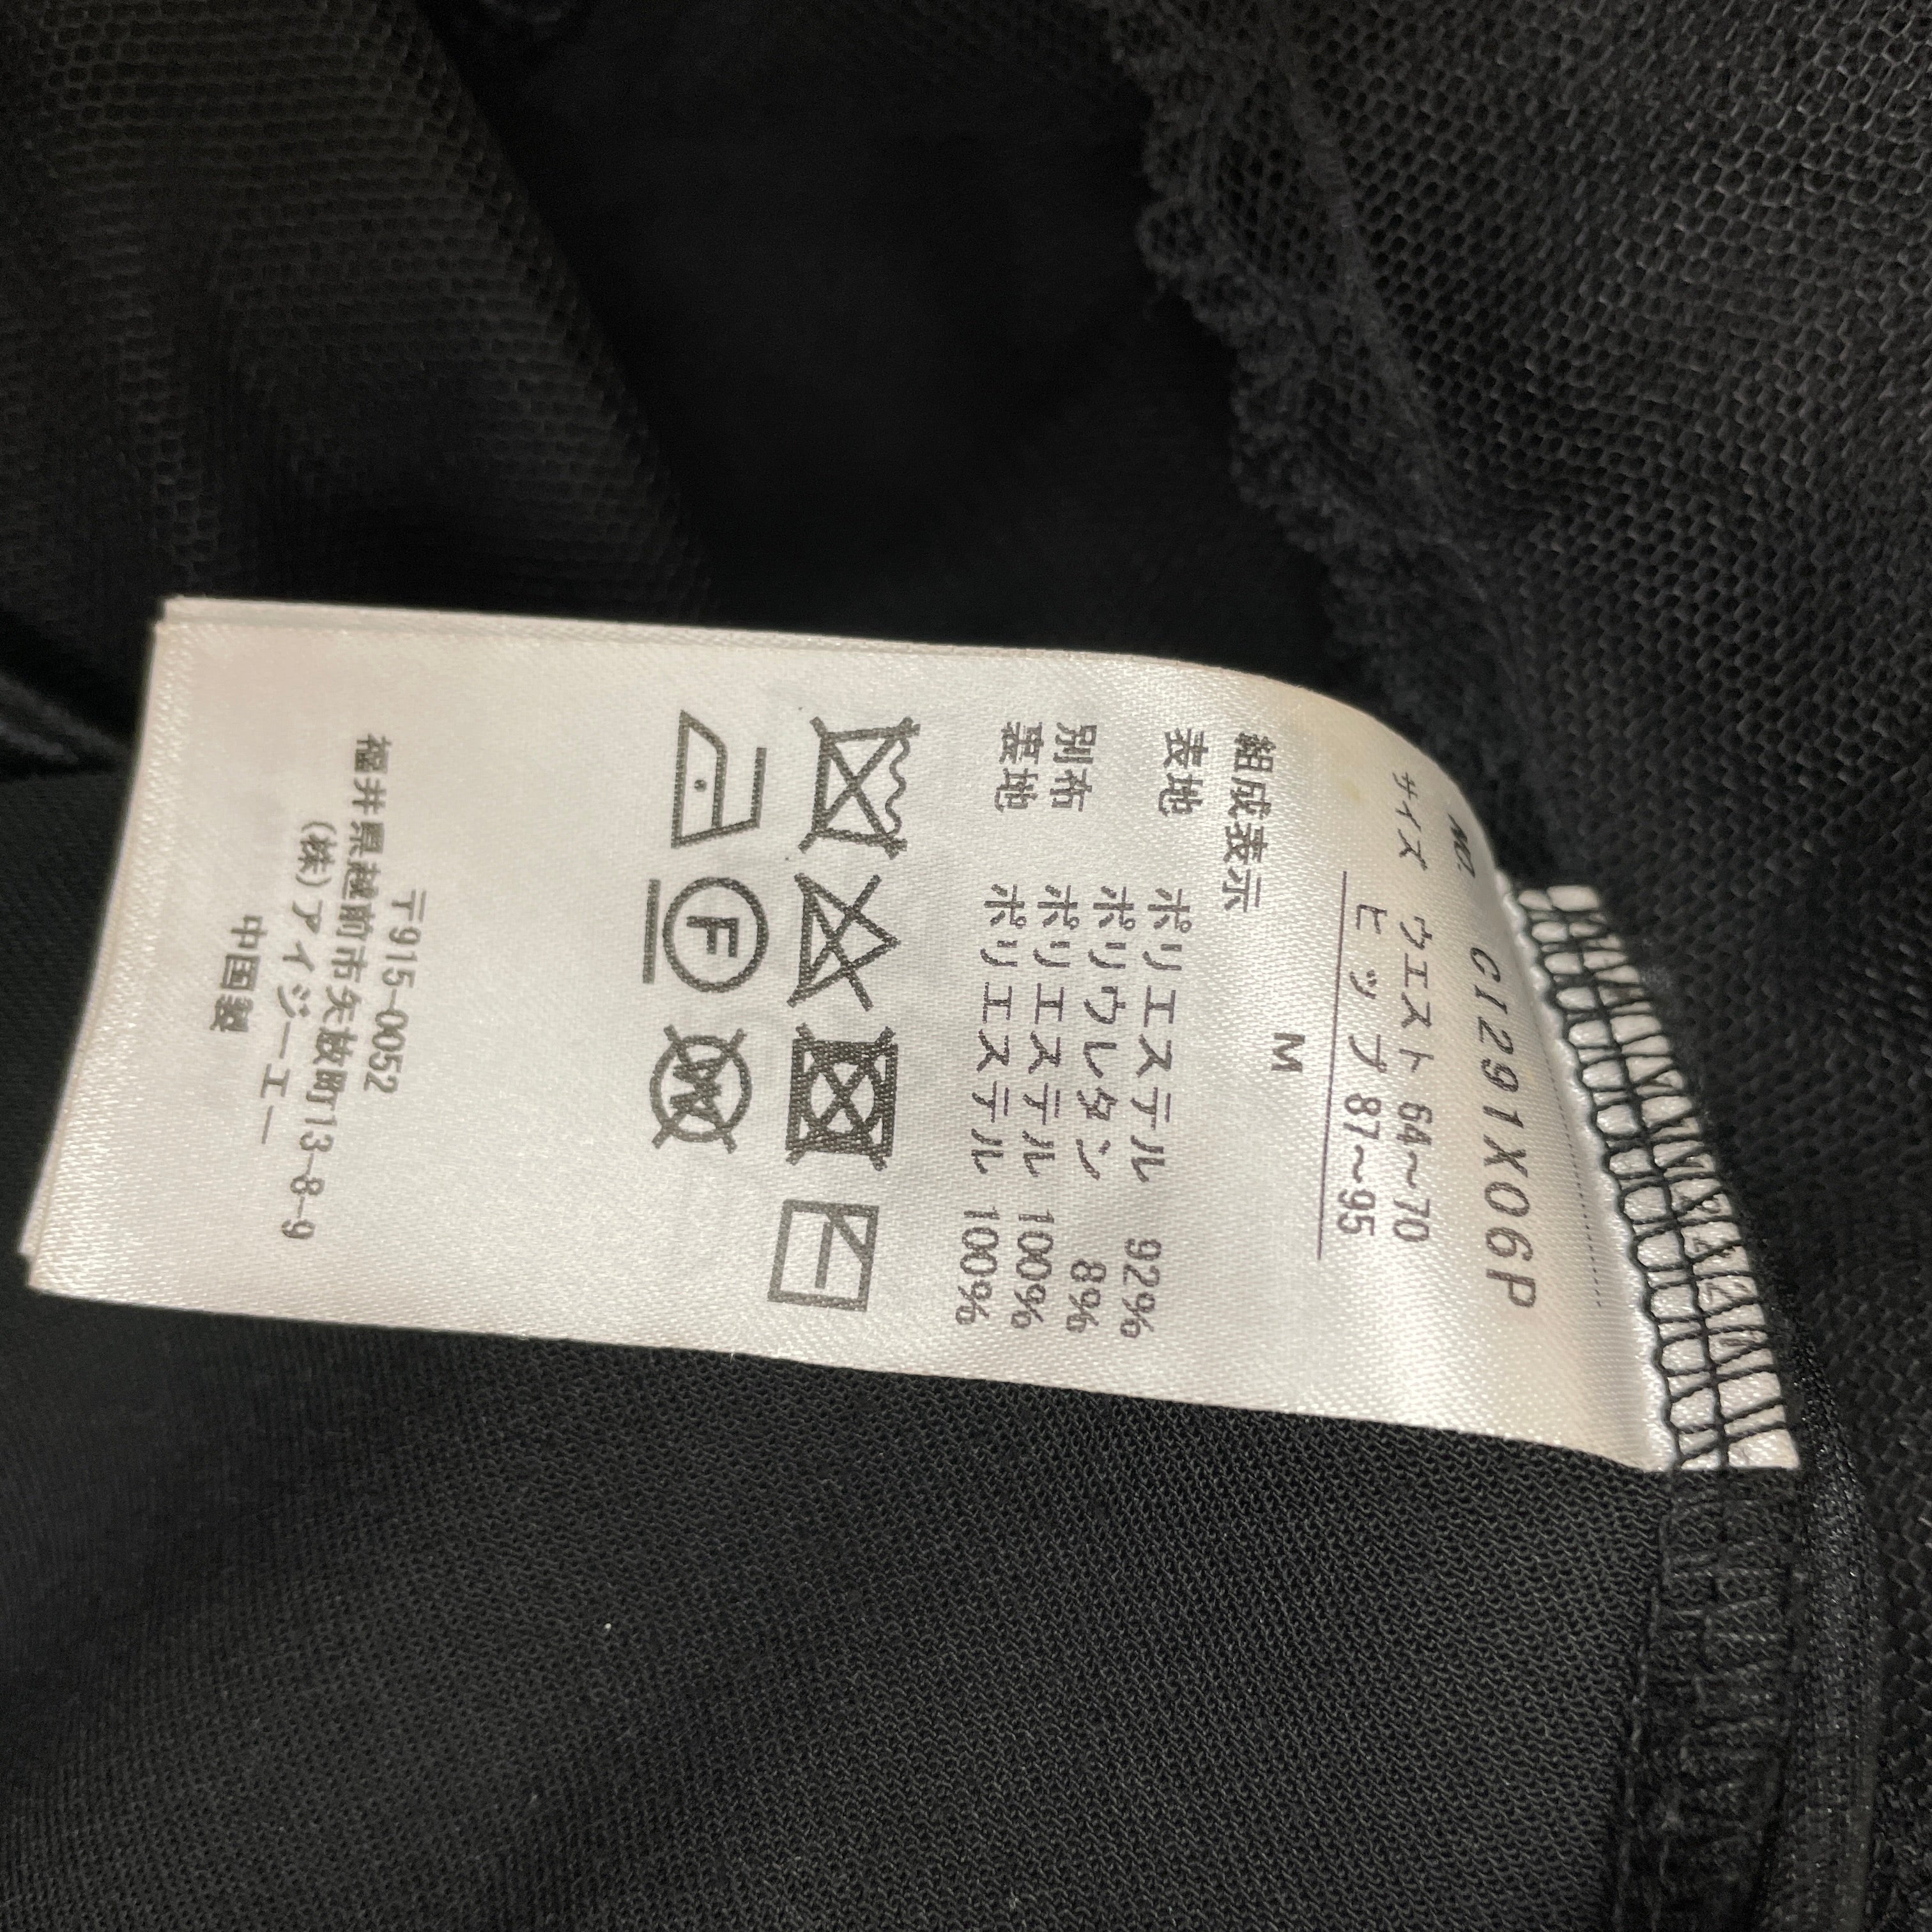 NO. CI291X06P
サイズ ウエスト 64~70
ヒップ 87~95
M
組成表示
表地 ポリエステル 92%
ポリウレタン 8%
別布 ポリエステル 100%
裏地 ポリエステル 100%
F
W
〒915-0052
福井県越前市矢放町13-8-9
(株)アイジーエー
中国製